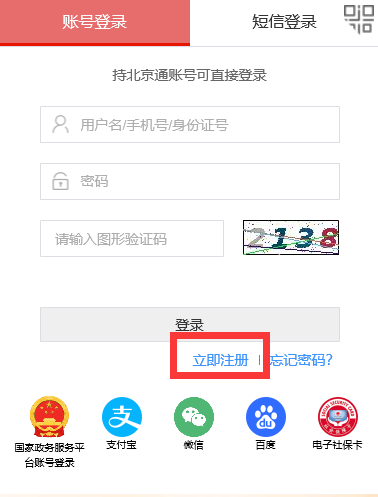 账号登录 短信登录
持北京通账号可直接登录
用户名/手机号/身份证号
密码
请输入图形验证码 2138
登录
立即注册 | 忘记密码?
国家政务服务平
台账号登录
支付宝
微信
百度
电子社保卡